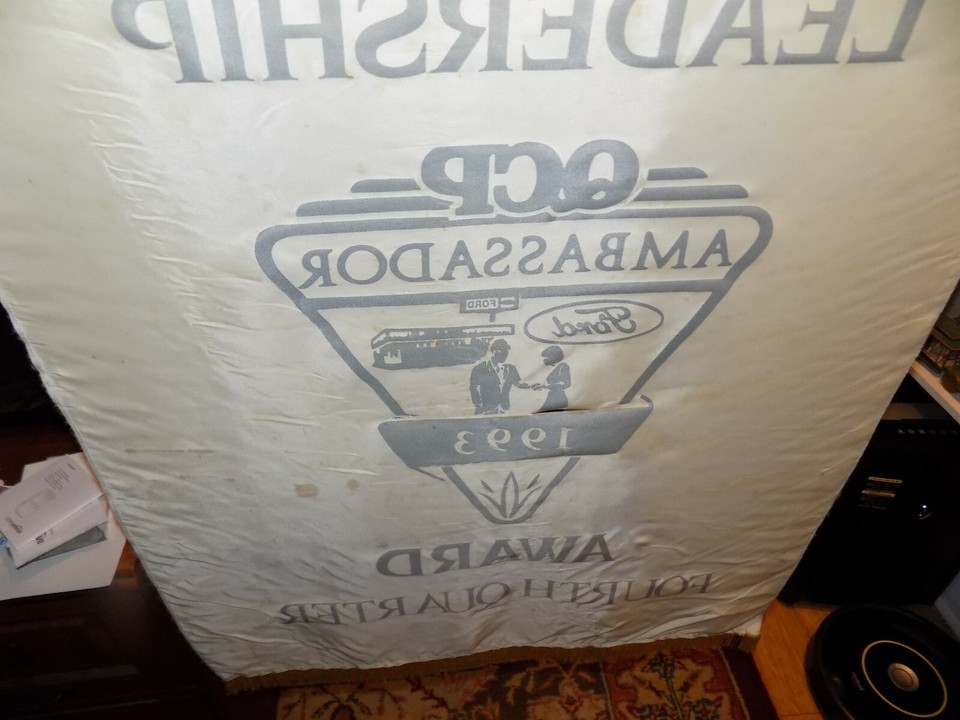 LEADERSHIP
QCP
AMBASSADOR
FORD
Ford
1993
AWARD
FOURTH QUARTER